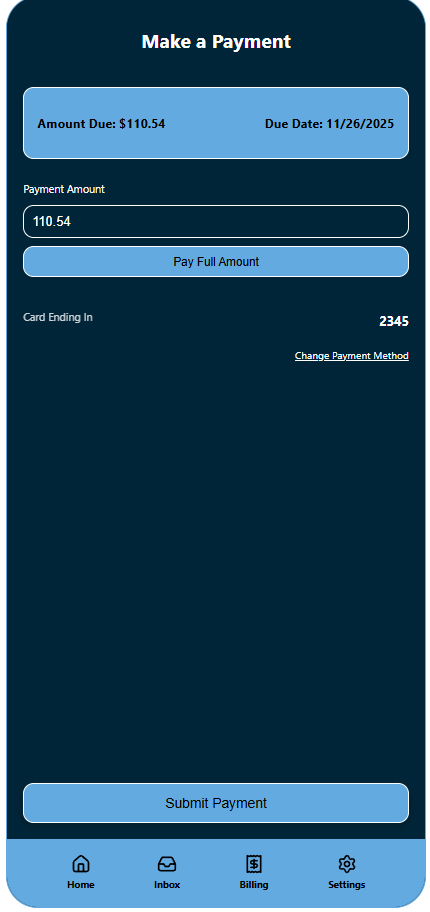 Make a Payment
Amount Due: $110.54 Due Date: 11/26/2025
Payment Amount
110.54
Pay Full Amount
Card Ending In 2345
Change Payment Method
Submit Payment
Home Inbox Billing Settings